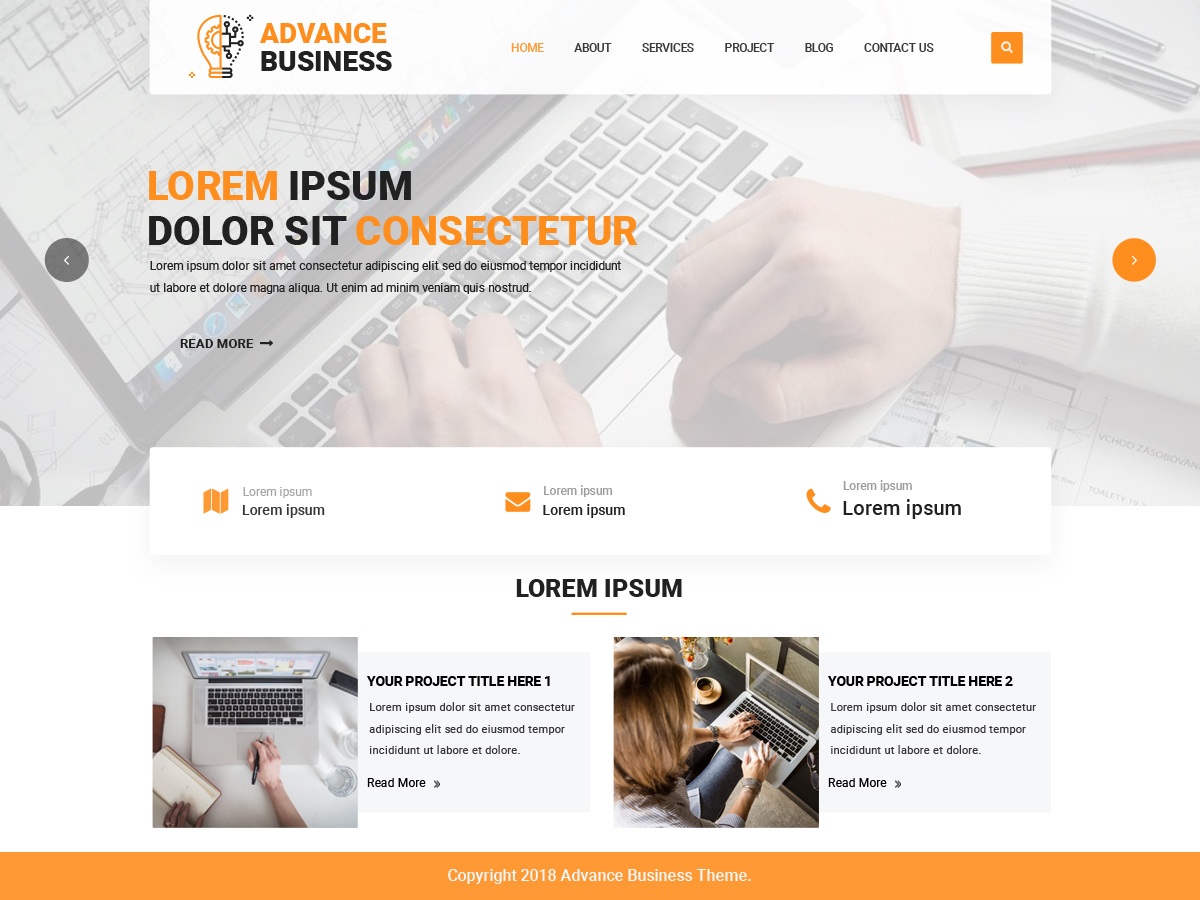 ADVANCE
BUSINESS
HOME ABOUT SERVICES PROJECT BLOG CONTACT US
LOREM IPSUM
DOLOR SIT CONSECTETUR
Lorem ipsum dolor sit amet consectetur adipiscing elit sed do eiusmod tempor incididunt
ut labore et dolore magna aliqua. Ut enim ad minim veniam quis nostrud.
READ MORE
VCHOD ZÁSOBOVÁN
Lorem ipsum
Lorem ipsum
Lorem ipsum
Lorem ipsum
Lorem ipsum
Lorem ipsum
LOREM IPSUM
YOUR PROJECT TITLE HERE 1
Lorem ipsum dolor sit amet consectetur
adipiscing elit sed do eiusmod tempor
incididunt ut labore et dolore.
Read More
YOUR PROJECT TITLE HERE 2
Lorem ipsum dolor sit amet consectetur
adipiscing elit sed do eiusmod tempor
incididunt ut labore et dolore.
Read More
Copyright 2018 Advance Business Theme.